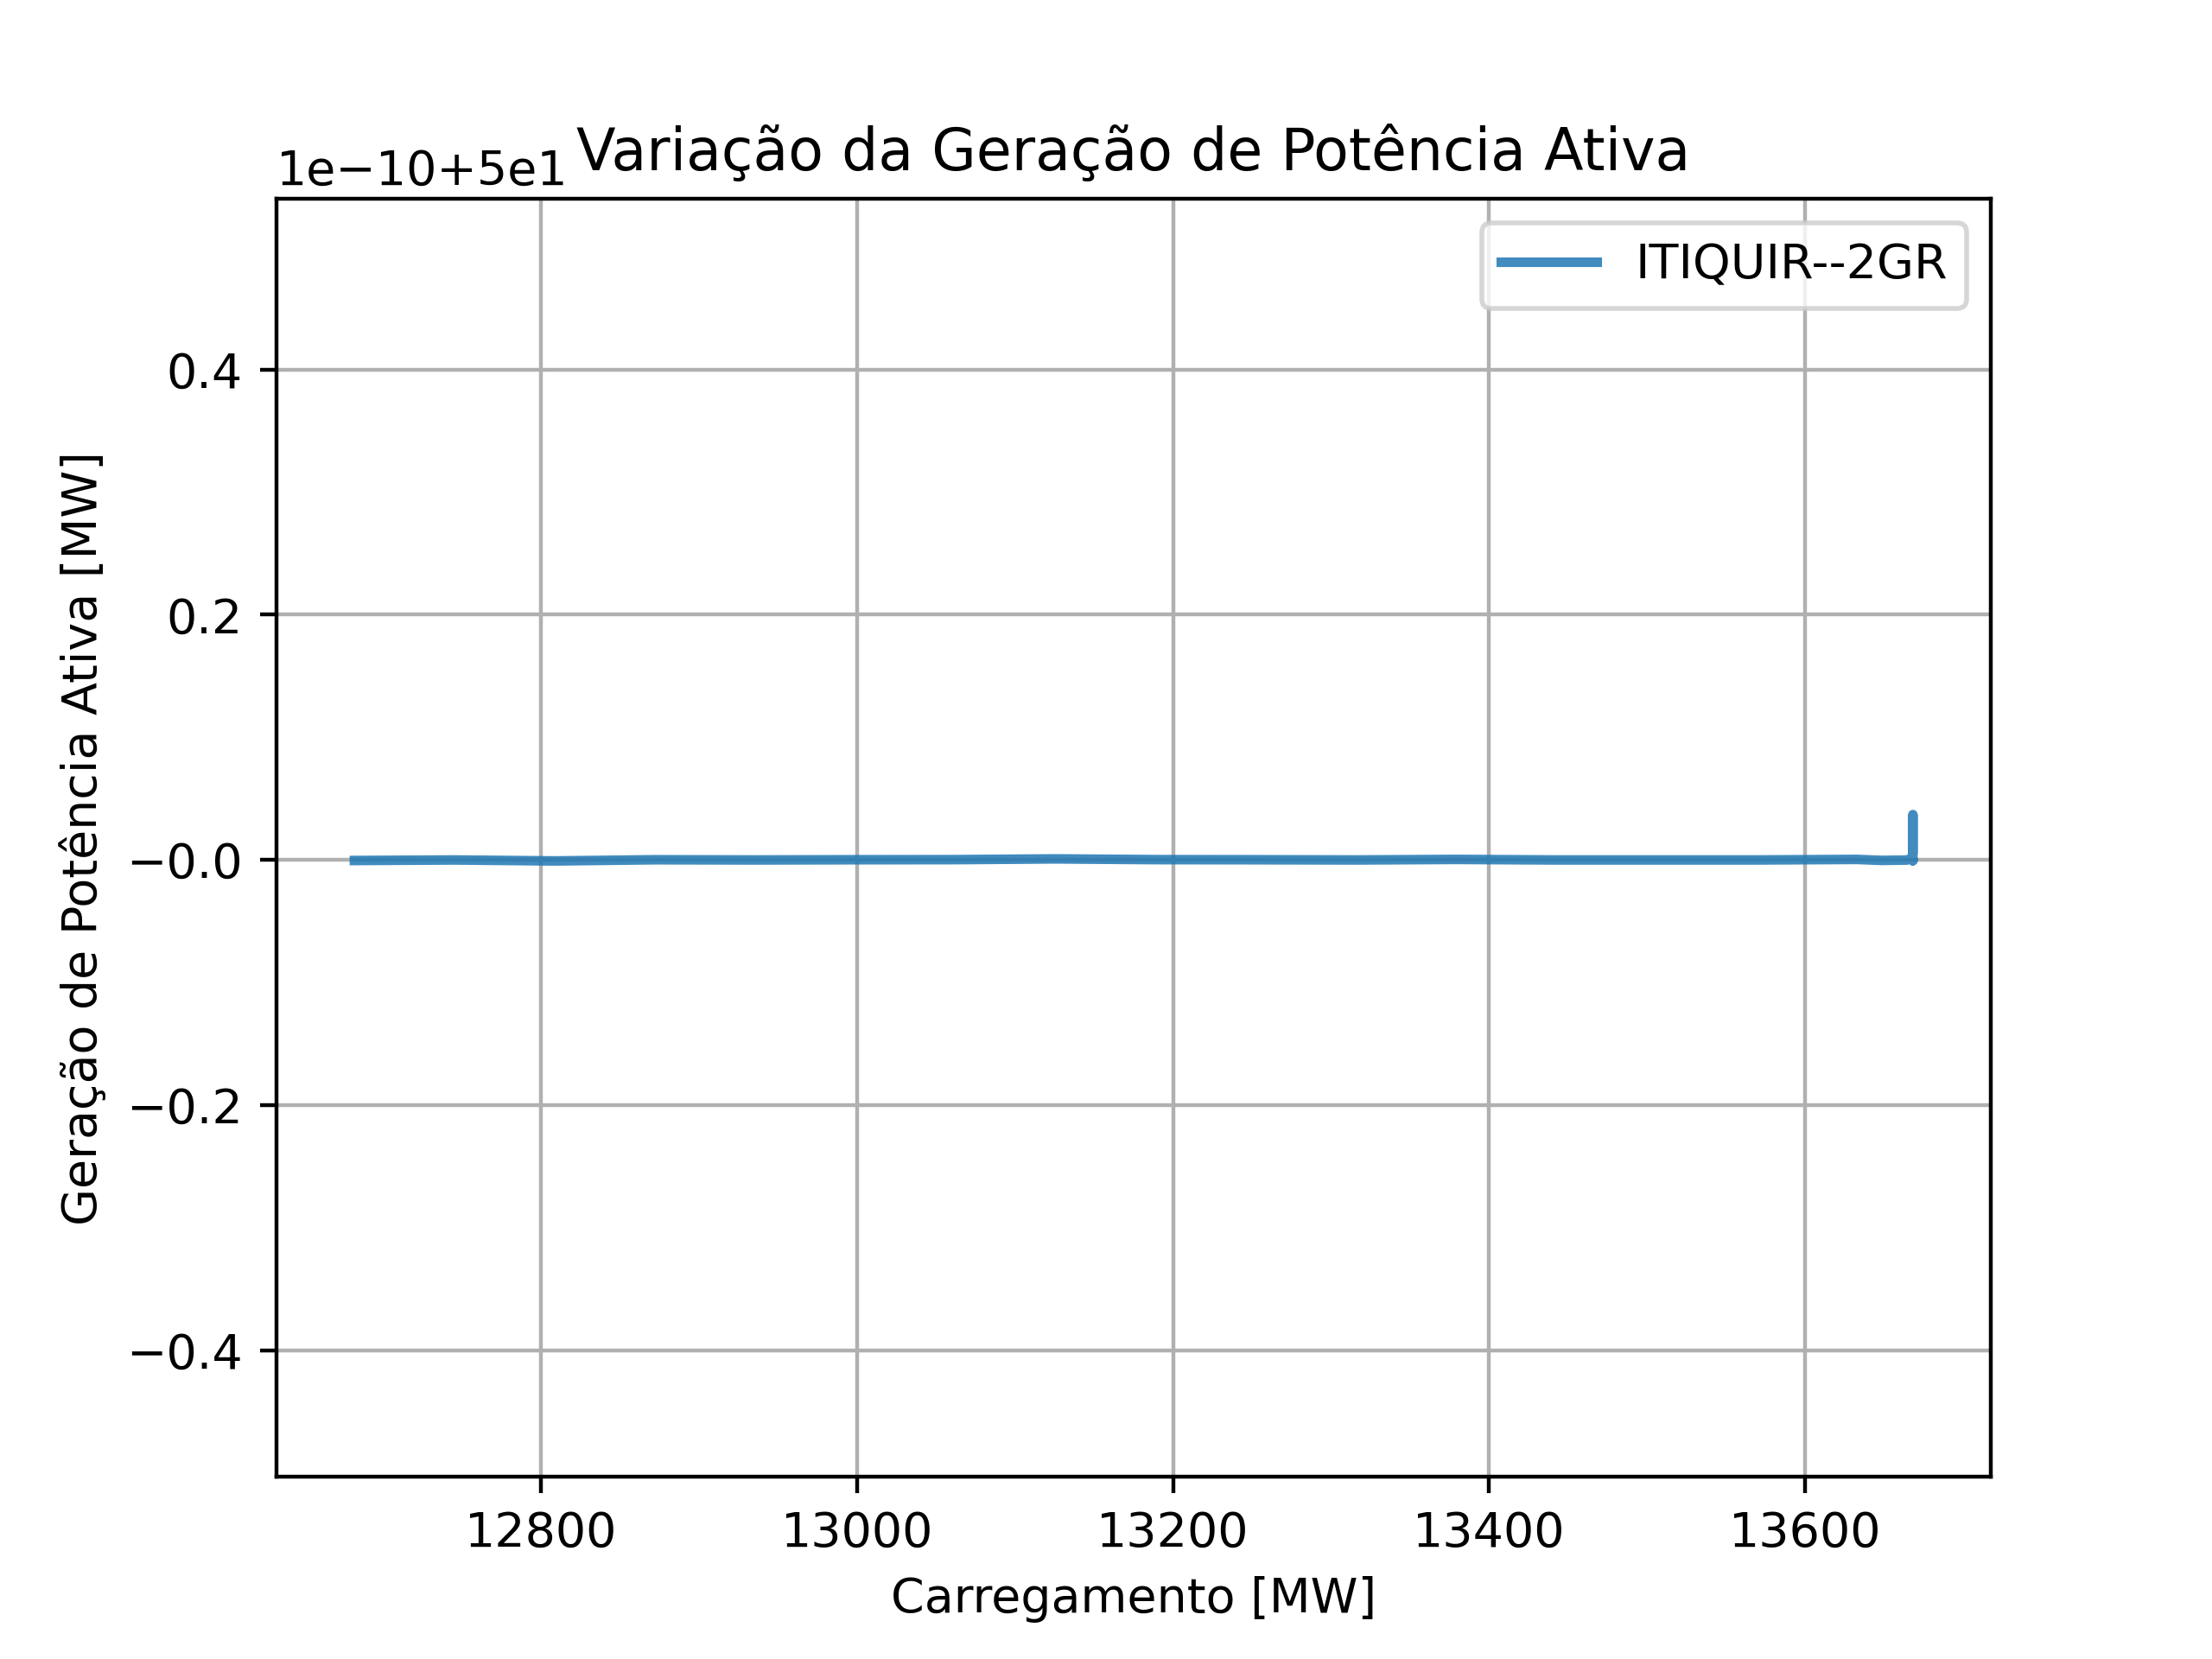 Variação da Geração de Potência Ativa
1e−10+5e1
ITIQUIR--2GR
Geração de Potência Ativa [MW]
0.4
0.2
−0.0
−0.2
−0.4
12800 13000 13200 13400 13600
Carregamento [MW]